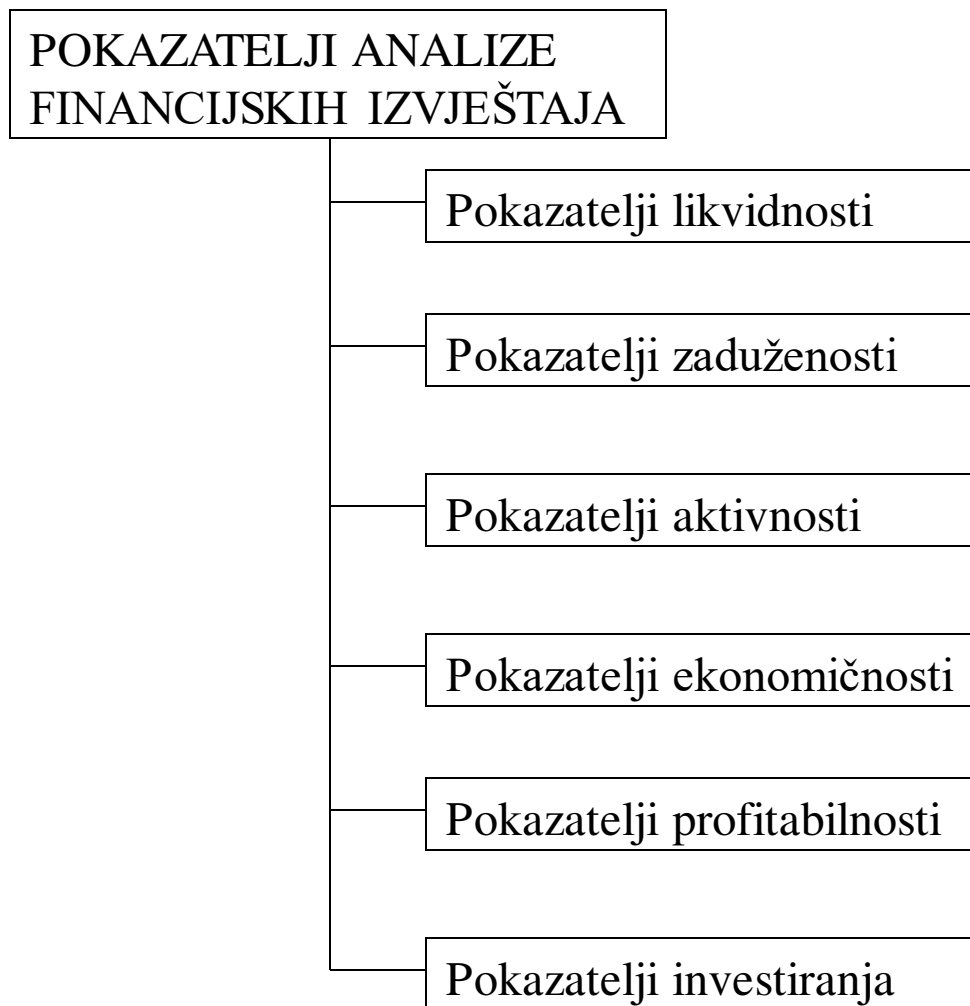 POKAZATELJI ANALIZE
FINANCIJSKIH IZVJEŠTAJA
Pokazatelji likvidnosti
Pokazatelji zaduženosti
Pokazatelji aktivnosti
Pokazatelji ekonomičnosti
Pokazatelji profitabilnosti
Pokazatelji investiranja